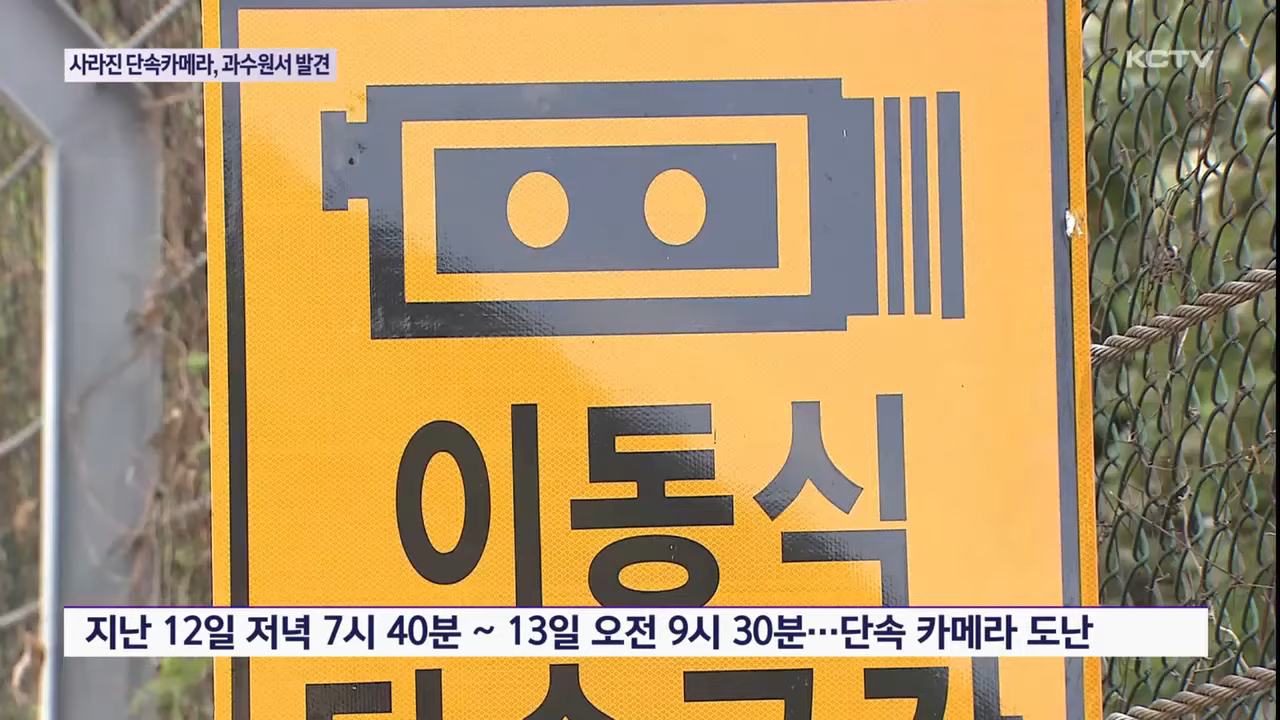 사라진 단속카메라, 과수원서 발견
KCTV
이동식
지난 12일 저녁 7시 40분 ~ 13일 오전 9시 30분…단속 카메라 도난